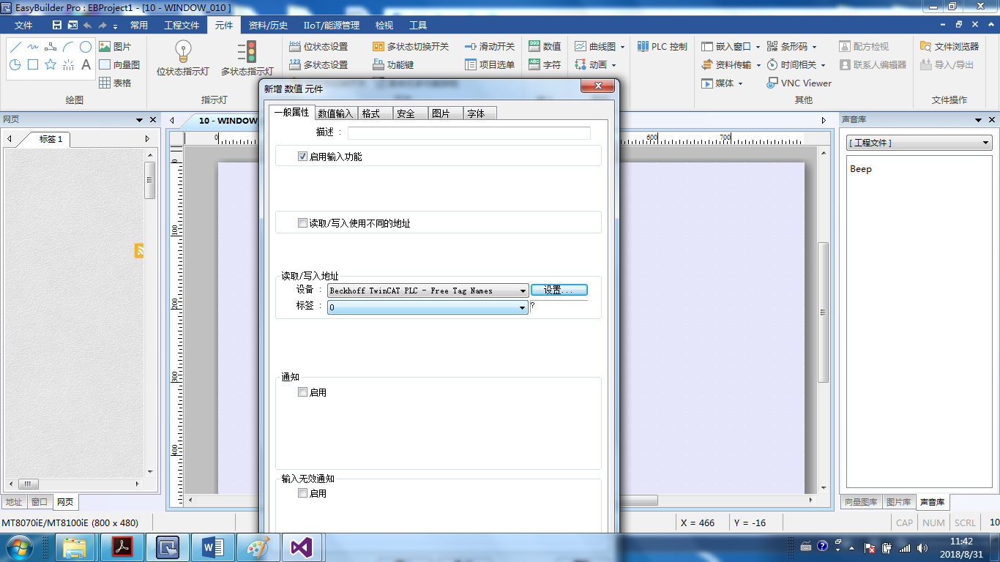 EasyBuilder Pro : EBProject1 - [10 - WINDOW_010 ]
文件 常用 工程文件 元件 资料/历史 IIoT/能源管理 检视 工具
图片 位状态设置 多状态切换开关 滑动开关 数值 曲线图 PLC 控制 嵌入窗口 条形码 配方检视 文件浏览器
向量图 多状态设置 功能键 项目选单 字符 动画 资料传输 时间相关 联系人编辑器 导入/导出
位状态指示灯 多状态指示灯
表格 媒体 VNC Viewer
绘图 指示灯 其他 文件操作
新增 数值 元件
网页 10 - WINDOW_ 声音库
标签 1
一般属性 数值输入 格式 安全 图片 字体
描述 :
0 600 700
[ 工程文件 ]
启用输入功能
0
Beep
读取/写入使用不同的地址
100
读取/写入地址
设备 : Beckhoff TwinCAT PLC - Free Tag Names 设置...
标签 : 0 ?
200
通知
300
启用
400
输入无效通知
启用
地址 窗口 网页
向量图库 图片库 声音库
MT8070iE/MT8100iE (800 x 480) X = 466 Y = -16 CAP NUM SCRL 10
11:42
2018/8/31